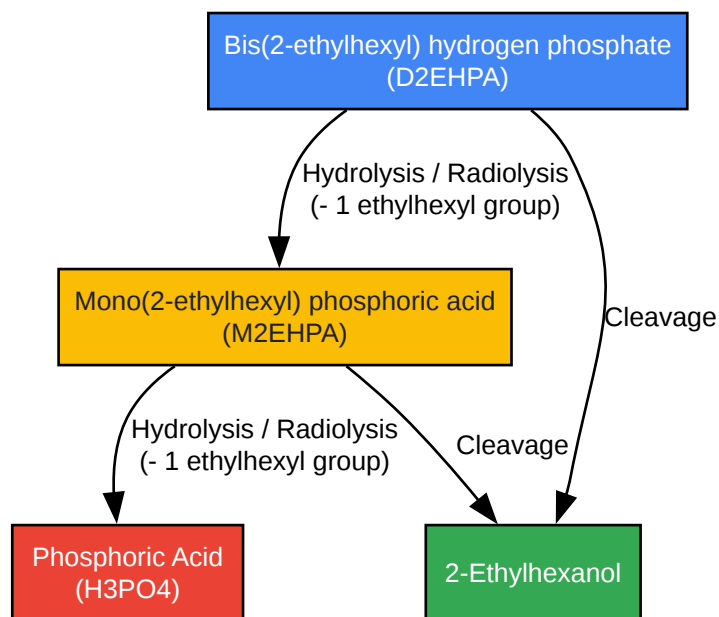 Bis(2-ethylhexyl) hydrogen phosphate
(D2EHPA)
Hydrolysis / Radiolysis
(- 1 ethylhexyl group)
Mono(2-ethylhexyl) phosphoric acid
(M2EHPA)
Cleavage
Hydrolysis / Radiolysis
(- 1 ethylhexyl group)
Cleavage
Phosphoric Acid
(H3PO4)
2-Ethylhexanol